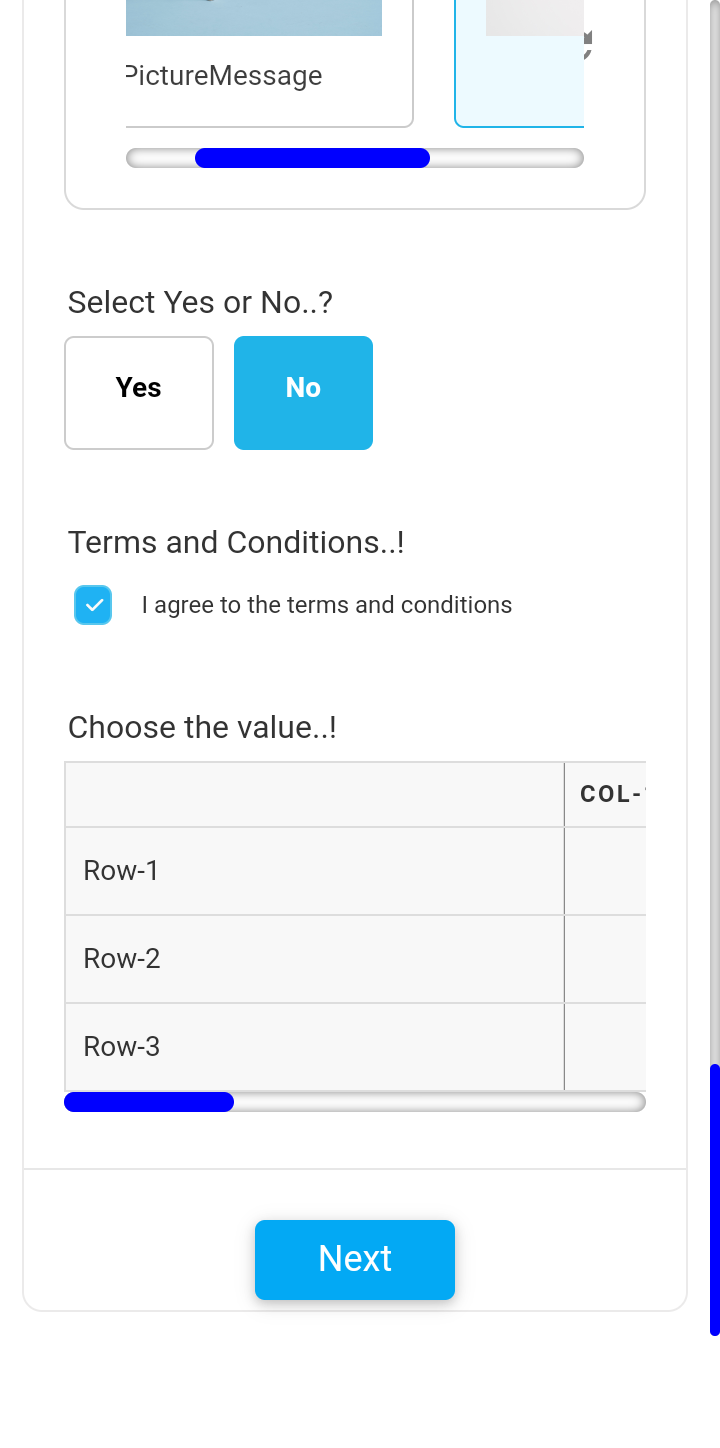 PictureMessage
Select Yes or No..?
Yes
No
Terms and Conditions..!
I agree to the terms and conditions
Choose the value..!
COL-
Row-1
Row-2
Row-3
Next